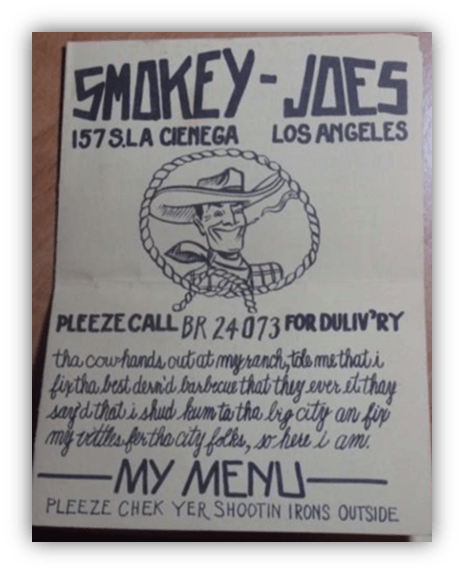 SMOKEY-JOES
157 S. LA CIENEGA LOS ANGELES
PLEEZE CALL BR 24073 FOR DULIV'RY
tha cowhands out at my ranch, tole me that i
fix tha best dern'd barbecue that they ever et. thay
say'd that i shud kum ta tha big city an fix
my vittles fer tha city folks, so here i am.
MY MENU
PLEEZE CHEK YER SHOOTIN IRONS OUTSIDE